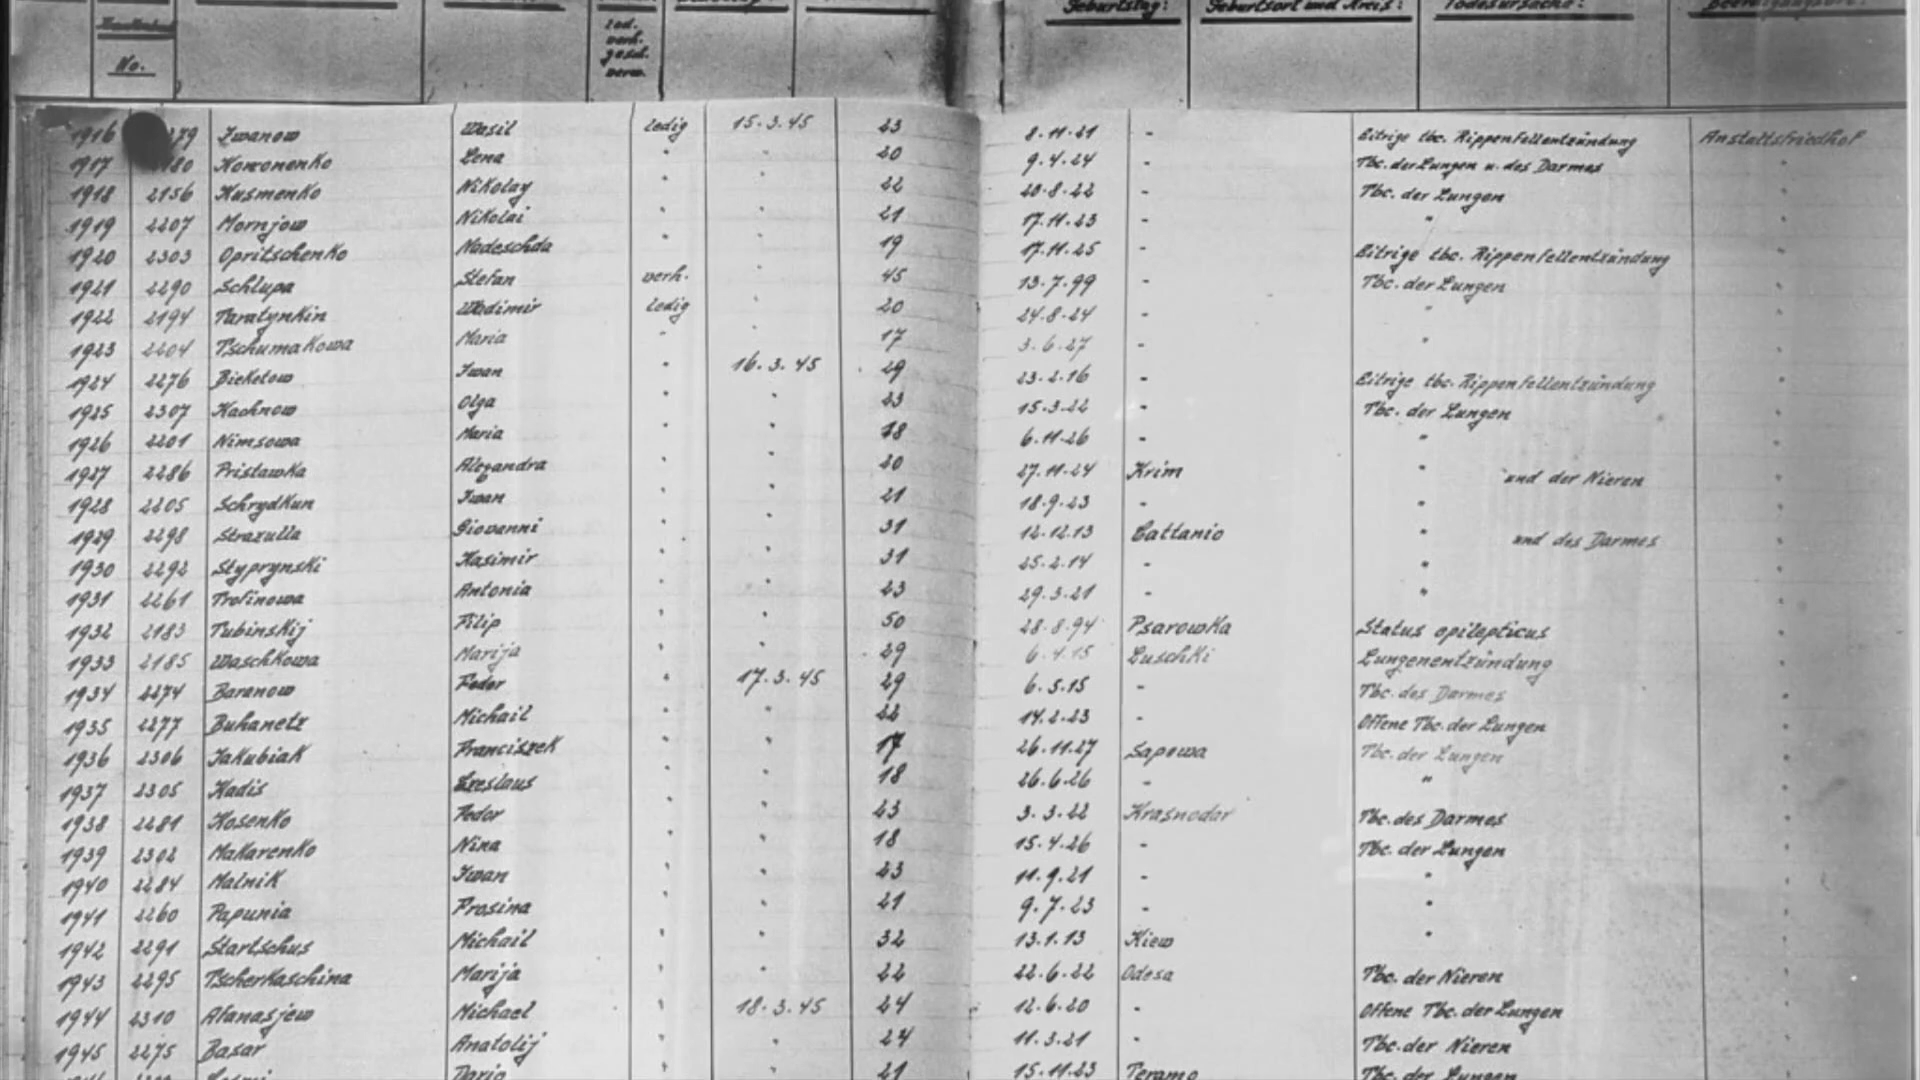 No.
led.
verh.
gesch.
verw.
Geburtstag: Geburtsort und Kreis: Todesursache:
1916 279 Iwanow Wasil ledig 15.3.45 23 8.11.21 - Eitrige tbc. Rippenfellentzündung Anstaltsfriedhof
1917 Kononenko Lena " " 20 9.4.24 - Tbc. der Lungen u. des Darmes "
1918 2156 Kusmenko Nikolay " " 22 20.8.22 - Tbc. der Lungen "
1919 2207 Mornjow Nikolai " " 21 17.11.23 - " "
1920 2303 Opritschenko Nadeschda " " 19 17.11.25 - Eitrige tbc. Rippenfellentzündung "
1921 2290 Schlupa Stefan verh. " 45 13.7.99 - Tbc. der Lungen "
1922 2194 Taratynkin Wladimir ledig " 20 24.8.24 - " "
1923 2204 Tschumakowa Maria " " 17 3.6.27 - " "
1924 2276 Bieketow Iwan " 16.3.45 29 23.2.16 - Eitrige tbc. Rippenfellentzündung "
1925 2307 Kachnow Olga " " 23 15.3.22 - Tbc. der Lungen "
1926 2201 Nimsowa Maria " " 18 6.11.26 - " "
1927 2286 Pristawka Alexandra " " 20 27.11.24 Krim " und der Nieren "
1928 2205 Schrydkun Iwan " " 21 18.9.23 - " "
1929 2298 Strazulla Giovanni " " 31 12.12.13 Cattanio " und des Darmes "
1930 2292 Styprynski Kasimir " " 31 25.2.14 - " "
1931 2261 Trofinowa Antonia " " 23 29.3.21 - " "
1932 2183 Tubinskij Filip " " 50 28.8.94 Psarowka Status epilepticus "
1933 2185 Waschkowa Marija " " 29 6.4.15 Luschki Lungenentzündung "
1934 2274 Baranow Fedor " 17.3.45 29 6.5.15 - Tbc. des Darmes "
1935 2277 Buhanetz Michail " " 22 14.2.23 - Offene Tbc. der Lungen "
1936 2306 Jakubiak Franciszek " " 17 26.11.27 Sapowa Tbc. der Lungen "
1937 2305 Kadis Czeslaus " " 18 26.6.26 - " "
1938 2281 Kosenko Fedor " " 23 3.3.22 Krasnodar Tbc. des Darmes "
1939 2302 Makarenko Nina " " 18 15.4.26 - Tbc. der Lungen "
1940 2284 Malnik Iwan " " 23 11.9.21 - " "
1941 2260 Papunia Frosina " " 21 9.7.23 - " "
1942 2291 Startschus Michail " " 32 13.1.13 Kiew " "
1943 2295 Tscherkaschina Marija " " 22 22.6.22 Odesa Tbc. der Nieren "
1944 2310 Afanasjew Michael " 18.3.45 24 12.6.20 - Offene Tbc. der Lungen "
1945 2275 Basar Anatolij " " 24 11.3.21 - Tbc. der Nieren "
Dario " " 21 15.11.23 Teramo Tbc. der Lungen "